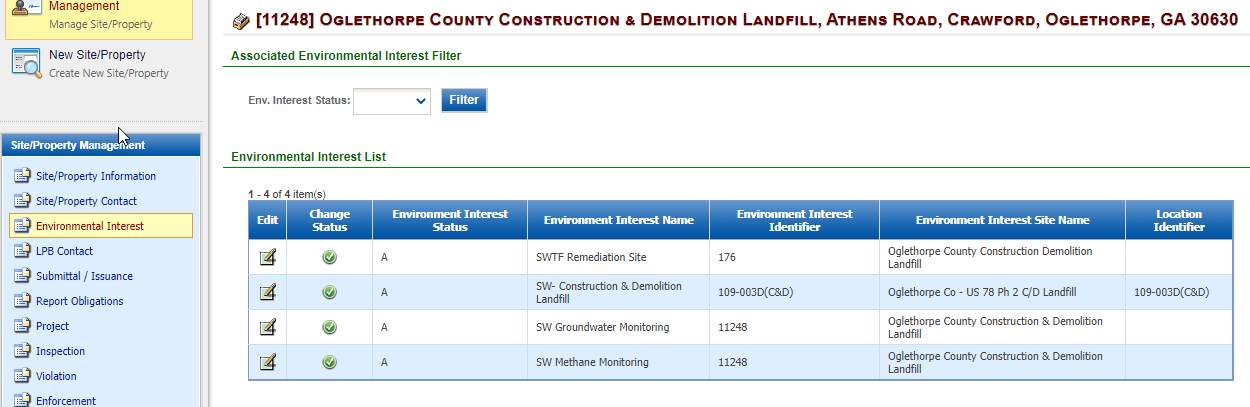 Management
Manage Site/Property
New Site/Property
Create New Site/Property
Site/Property Management
Site/Property Information
Site/Property Contact
Environmental Interest
LPB Contact
Submittal / Issuance
Report Obligations
Project
Inspection
Violation
Enforcement
[11248] Oglethorpe County Construction & Demolition Landfill, Athens Road, Crawford, Oglethorpe, GA 30630
Associated Environmental Interest Filter
Env. Interest Status: Filter
Environmental Interest List
1 - 4 of 4 item(s)
Edit Change Status Environment Interest Status Environment Interest Name Environment Interest Identifier Environment Interest Site Name Location Identifier
A SWTF Remediation Site 176 Oglethorpe County Construction Demolition Landfill
A SW- Construction & Demolition Landfill 109-003D(C&D) Oglethorpe Co - US 78 Ph 2 C/D Landfill 109-003D(C&D)
A SW Groundwater Monitoring 11248 Oglethorpe County Construction & Demolition Landfill
A SW Methane Monitoring 11248 Oglethorpe County Construction & Demolition Landfill